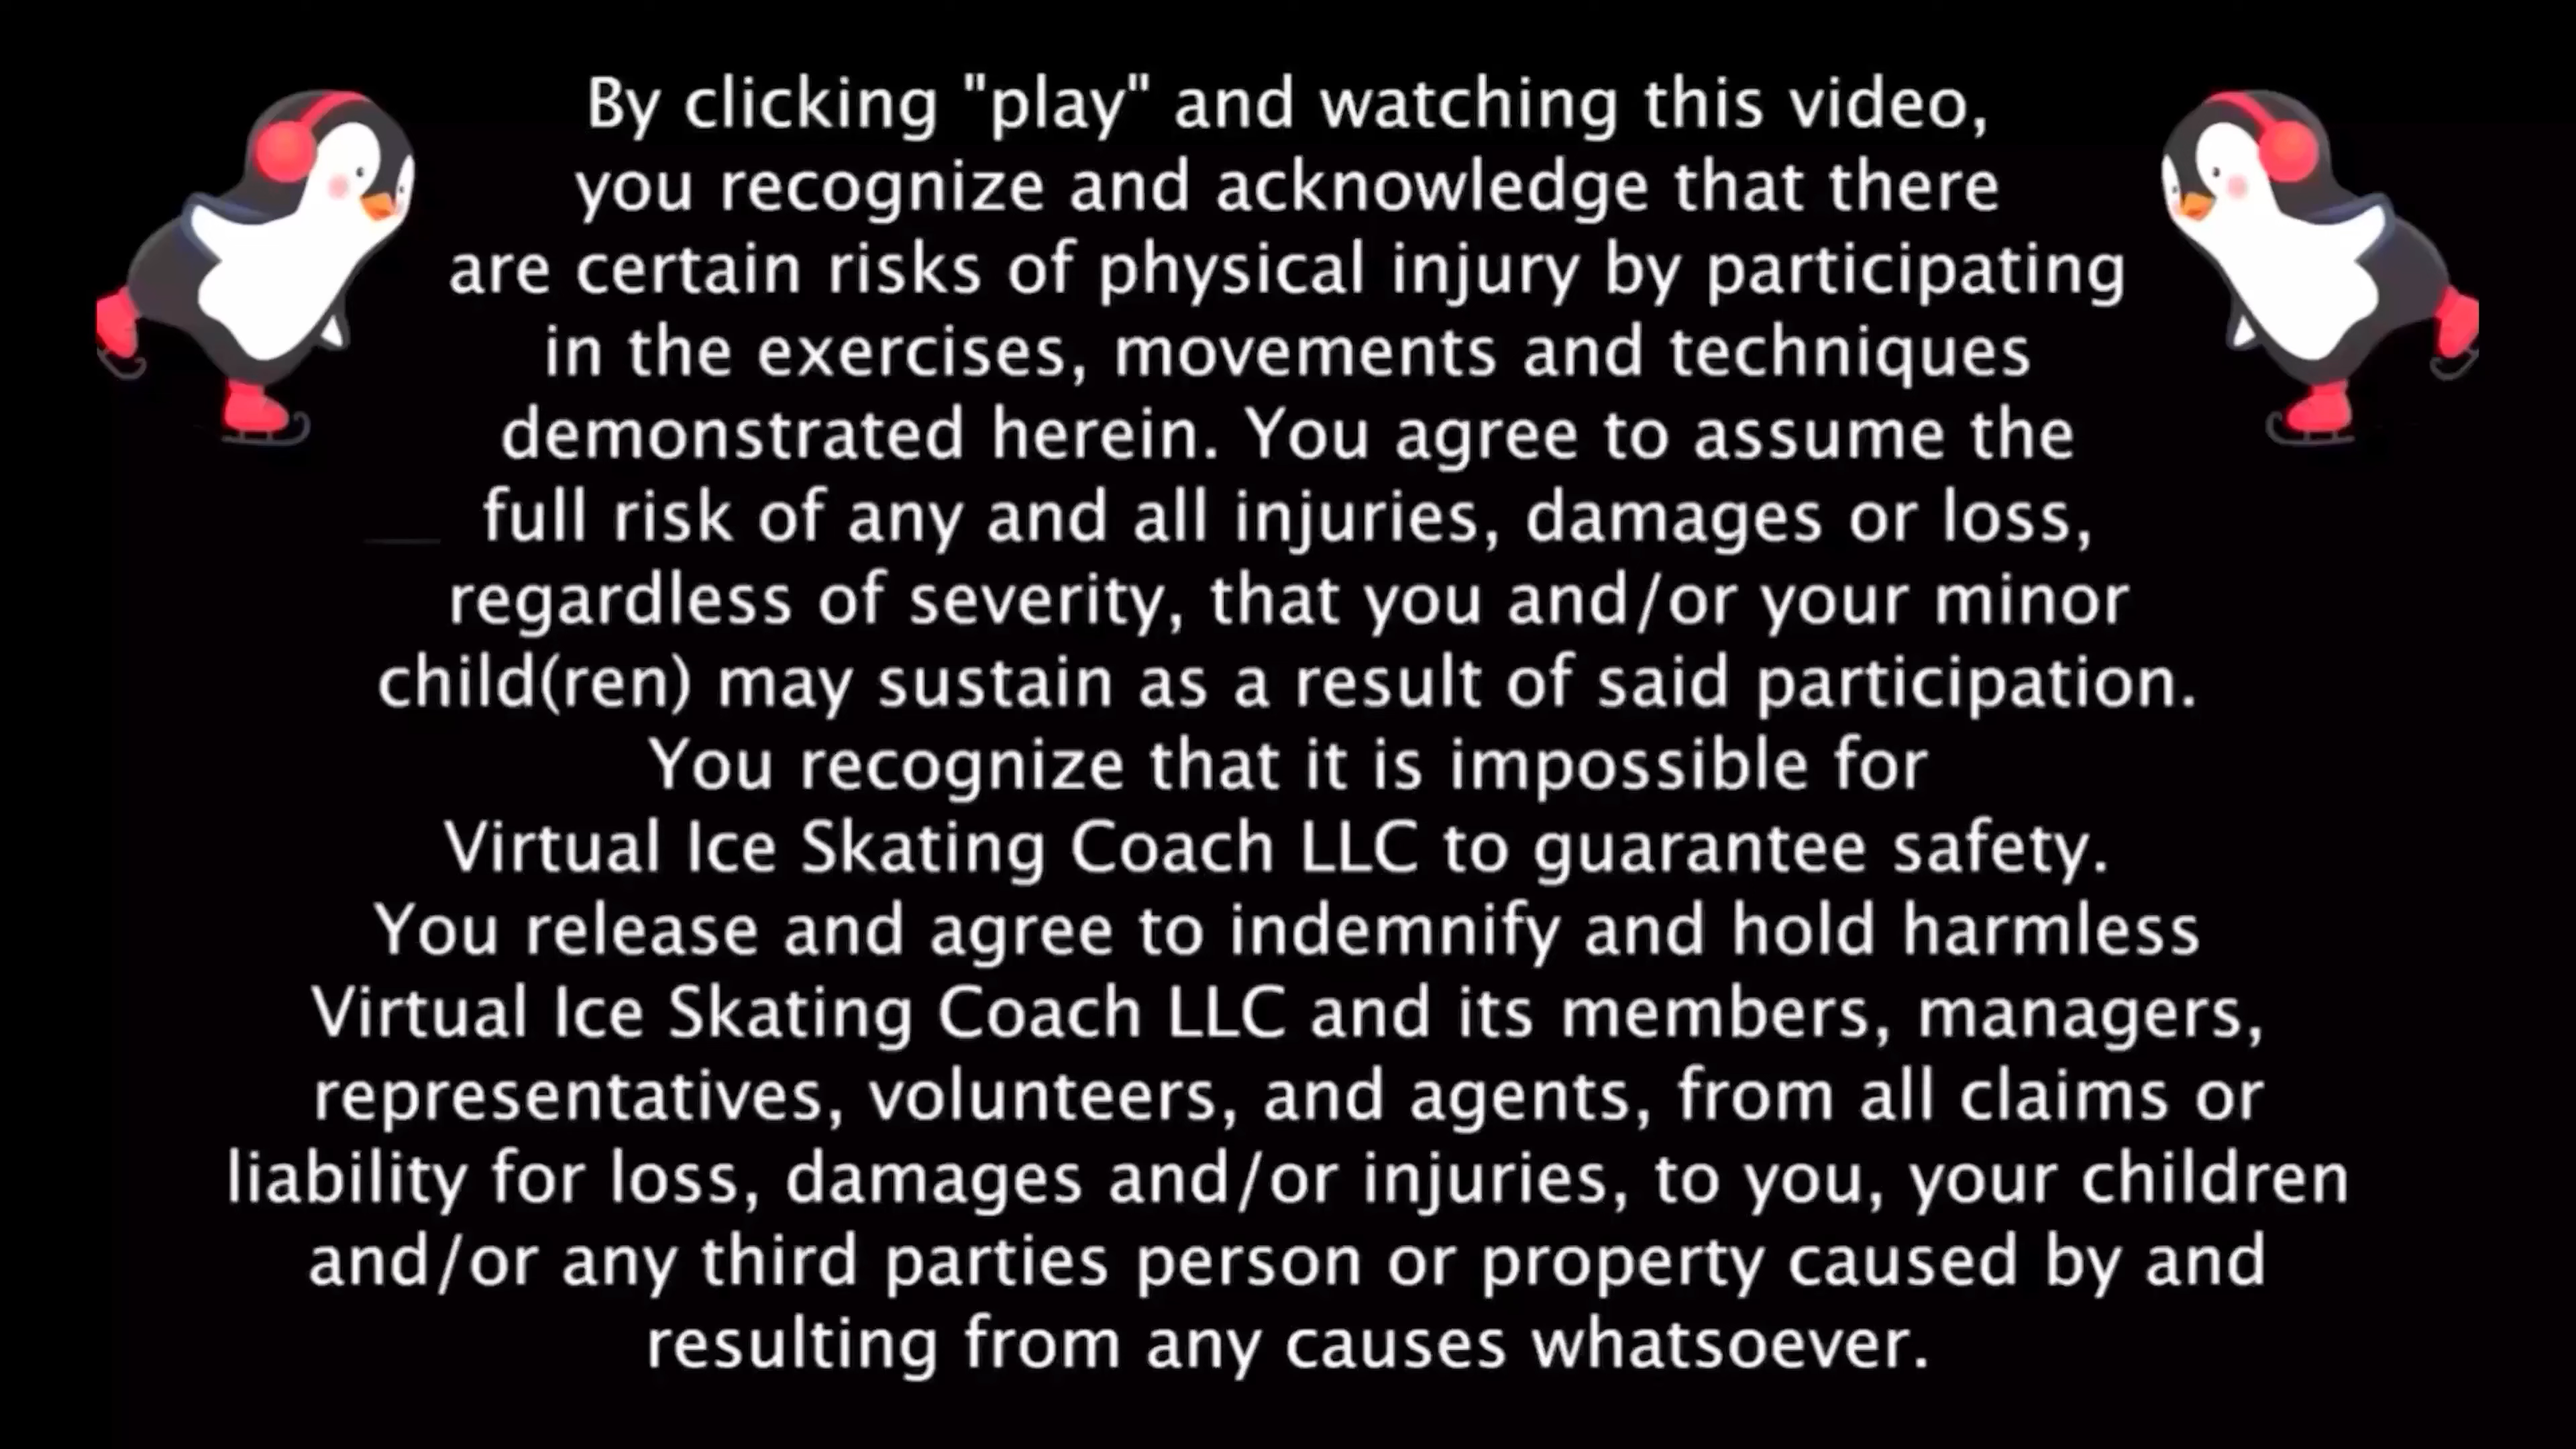 By clicking "play" and watching this video,
you recognize and acknowledge that there
are certain risks of physical injury by participating
in the exercises, movements and techniques
demonstrated herein. You agree to assume the
full risk of any and all injuries, damages or loss,
regardless of severity, that you and/or your minor
child(ren) may sustain as a result of said participation.
You recognize that it is impossible for
Virtual Ice Skating Coach LLC to guarantee safety.
You release and agree to indemnify and hold harmless
Virtual Ice Skating Coach LLC and its members, managers,
representatives, volunteers, and agents, from all claims or
liability for loss, damages and/or injuries, to you, your children
and/or any third parties person or property caused by and
resulting from any causes whatsoever.